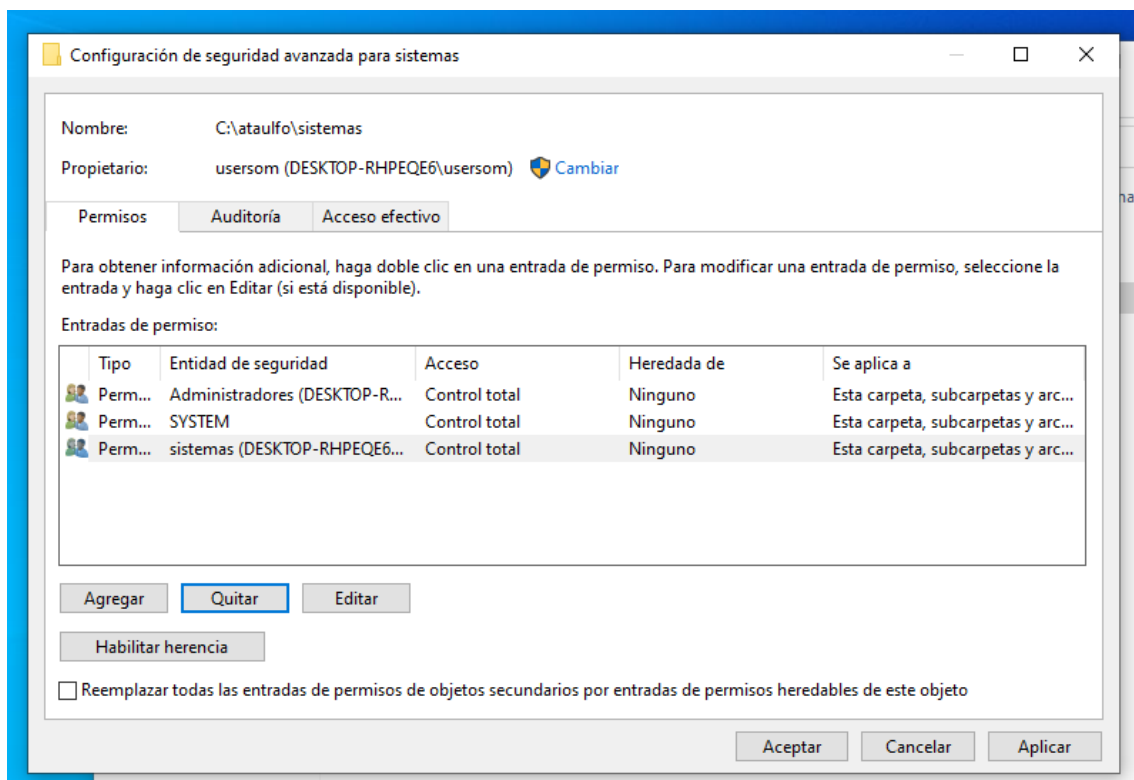 Configuración de seguridad avanzada para sistemas
Nombre: C:\ataulfo\sistemas
Propietario: usersom (DESKTOP-RHPEQE6\usersom) Cambiar
Permisos Auditoría Acceso efectivo
Para obtener información adicional, haga doble clic en una entrada de permiso. Para modificar una entrada de permiso, seleccione la
entrada y haga clic en Editar (si está disponible).
Entradas de permiso:
Tipo Entidad de seguridad Acceso Heredada de Se aplica a
Perm... Administradores (DESKTOP-R... Control total Ninguno Esta carpeta, subcarpetas y arc...
Perm... SYSTEM Control total Ninguno Esta carpeta, subcarpetas y arc...
Perm... sistemas (DESKTOP-RHPEQE6... Control total Ninguno Esta carpeta, subcarpetas y arc...
Agregar Quitar Editar
Habilitar herencia
Reemplazar todas las entradas de permisos de objetos secundarios por entradas de permisos heredables de este objeto
Aceptar Cancelar Aplicar